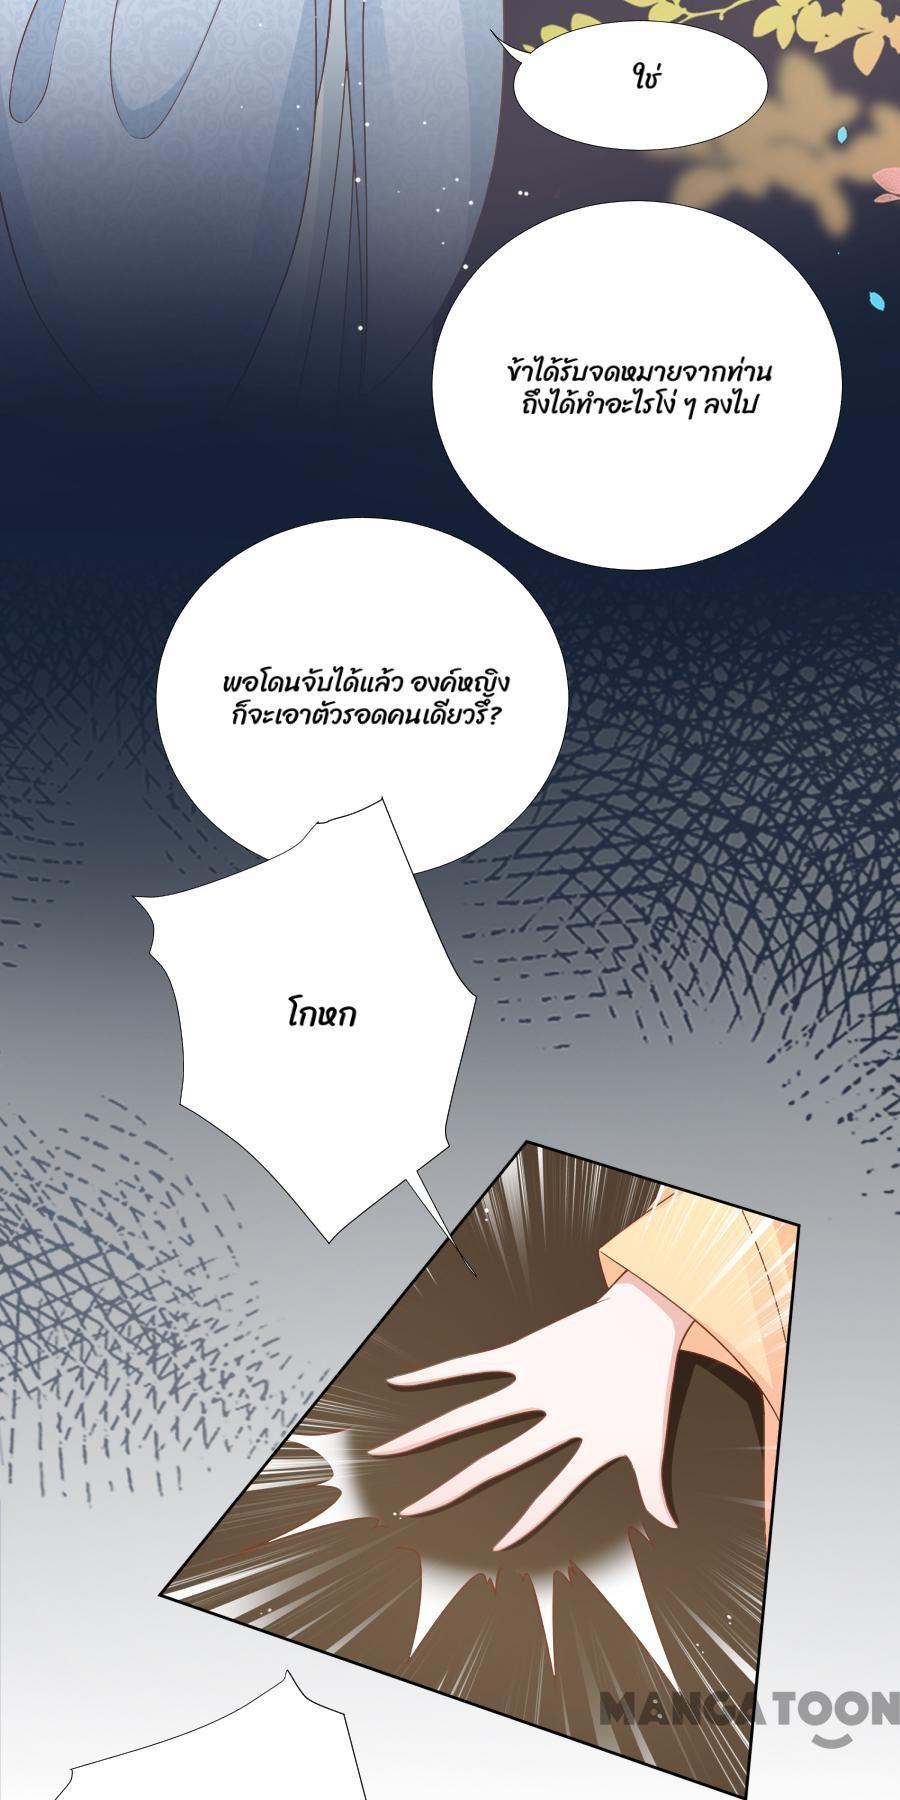 ใช่
ข้าได้รับจดหมายจากท่าน
ถึงได้ทำอะไรโง่ ๆ ลงไป
พอโดนจับได้แล้ว องค์หญิง
ก็จะเอาตัวรอดคนเดียวรึ?
โกหก
MANGATOON